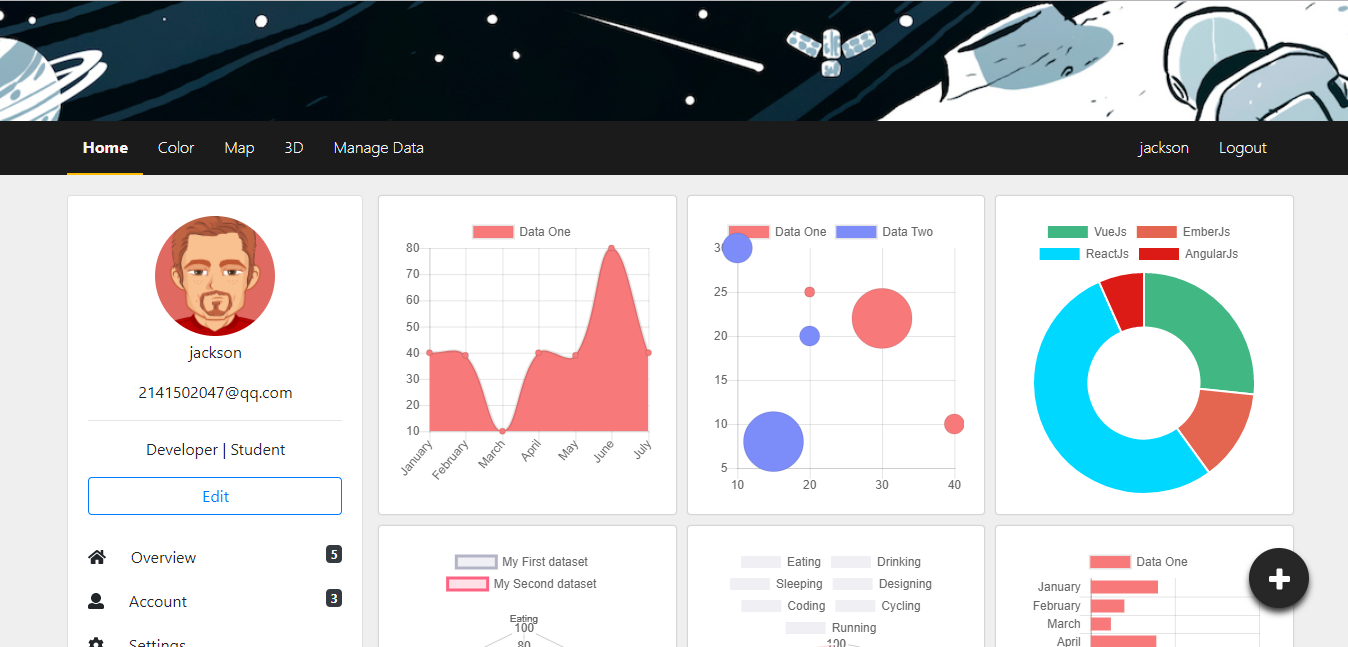 Home Color Map 3D Manage Data jackson Logout
jackson
2141502047@qq.com
Developer | Student
Edit
Overview 5
Account 3
Settings
Data One
80
70
60
50
40
30
20
10
January February March April May June July
Data One Data Two
25
20
15
10
5
10 20 30 40
VueJs EmberJs
ReactJs AngularJs
My First dataset
My Second dataset
Eating
100
80
Eating Drinking
Sleeping Designing
Coding Cycling
Running
100
Data One
January
February
March
April